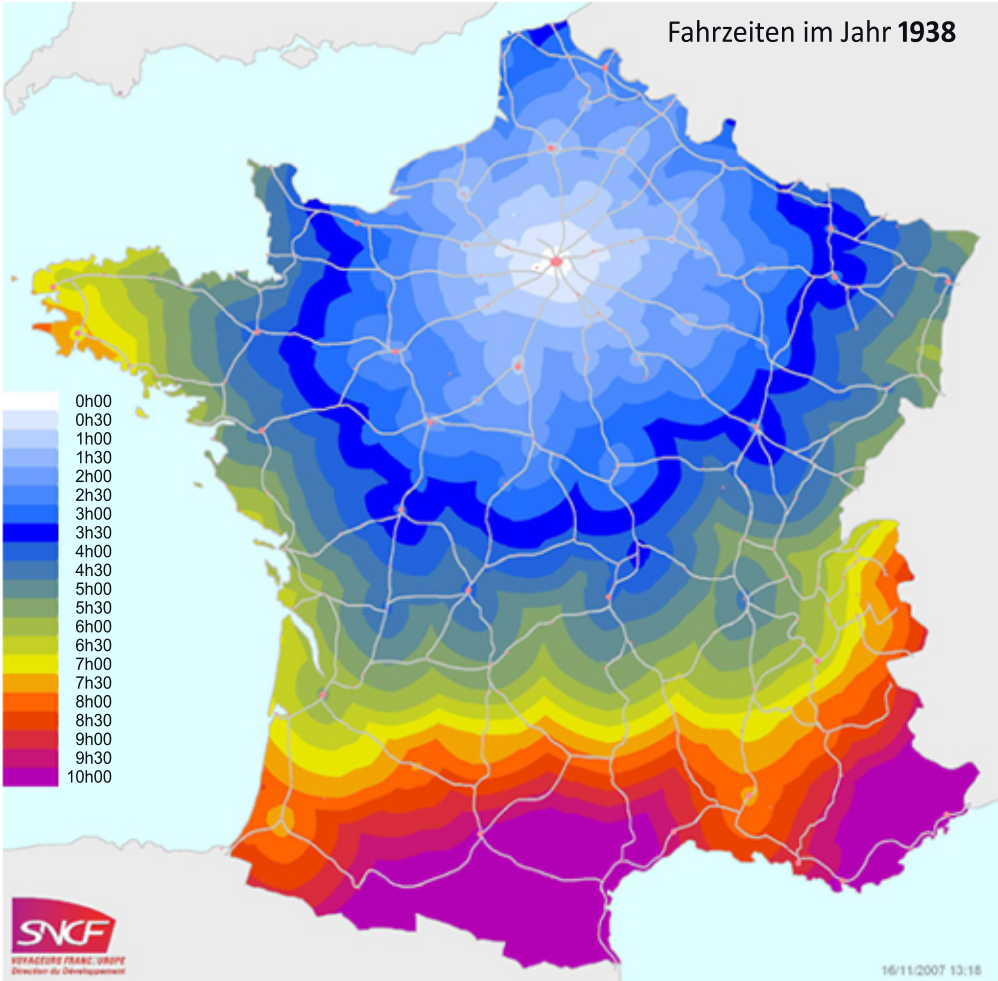 Fahrzeiten im Jahr 1938
0h00
0h30
1h00
1h30
2h00
2h30
3h00
3h30
4h00
4h30
5h00
5h30
6h00
6h30
7h00
7h30
8h00
8h30
9h00
9h30
10h00
SNCF
VOYAGEURS FRANCE EUROPE
Direction du Développement
16/11/2007 13:18